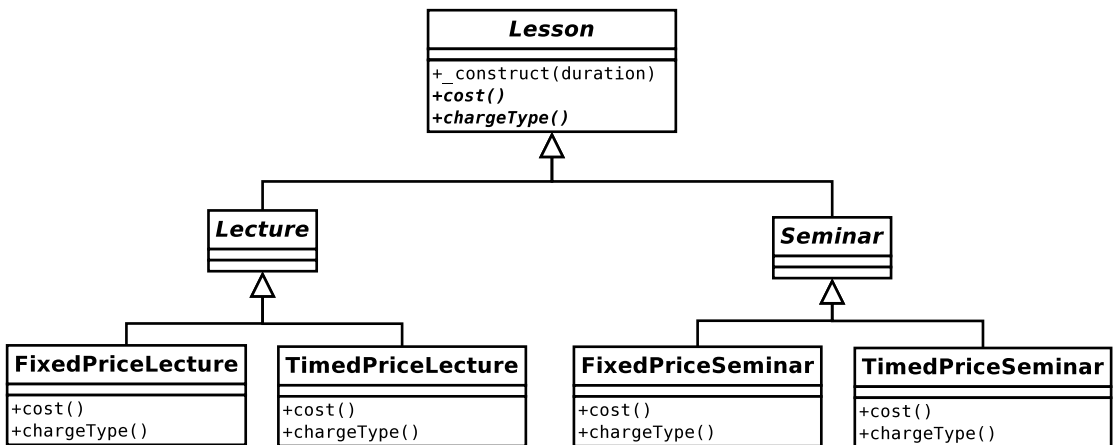 Lesson
+_construct(duration)
+cost()
+chargeType()
Lecture
Seminar
FixedPriceLecture
+cost()
+chargeType()
TimedPriceLecture
+cost()
+chargeType()
FixedPriceSeminar
+cost()
+chargeType()
TimedPriceSeminar
+cost()
+chargeType()